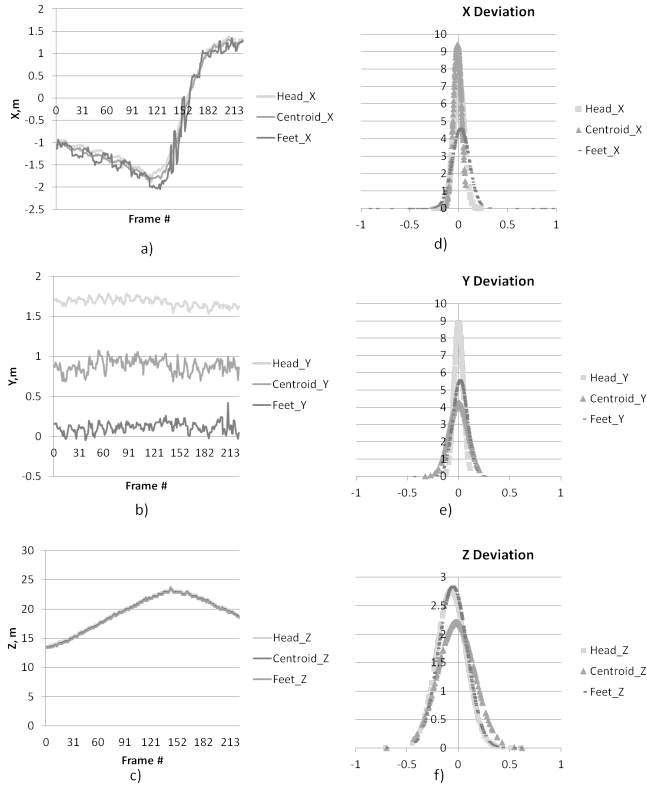 2
1.5
1
0.5
0
-0.5
-1
-1.5
-2
-2.5
X,m
0 31 60 91 121 152 182 213
Frame #
Head_X
Centroid_X
Feet_X
a)
X Deviation
10
9
8
7
6
5
4
3
2
1
0
-1 -0.5 0 0.5 1
Head_X
Centroid_X
Feet_X
d)
2
1.5
1
0.5
0
-0.5
Y,m
0 31 60 91 121 152 182 213
Frame #
Head_Y
Centroid_Y
Feet_Y
b)
Y Deviation
10
9
8
7
6
5
4
3
2
1
0
-1 -0.5 0 0.5 1
Head_Y
Centroid_Y
Feet_Y
e)
30
25
20
15
10
5
0
Z, m
0 31 60 91 121 152 182 213
Frame #
Head_Z
Centroid_Z
Feet_Z
c)
Z Deviation
3
2.5
2
1.5
1
0.5
0
-1 -0.5 0 0.5 1
Head_Z
Centroid_Z
Feet_Z
f)